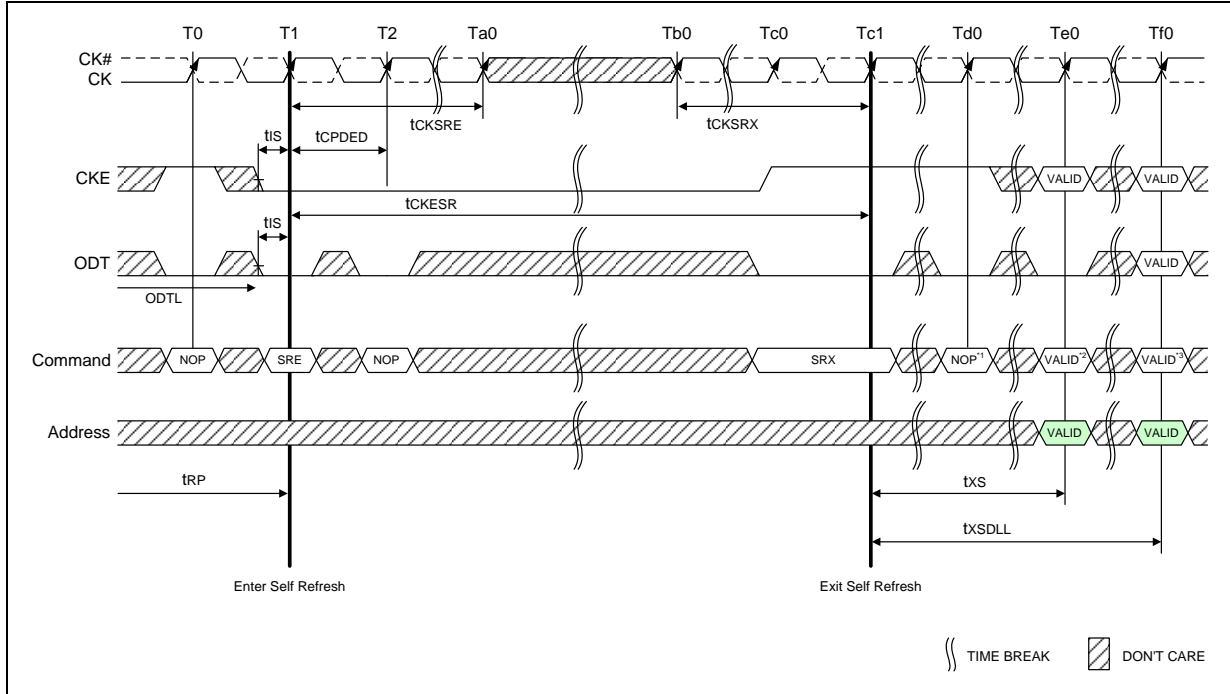 T0 T1 T2 Ta0 Tb0 Tc0 Tc1 Td0 Te0 Tf0
CK#
CK
tCKSRE tCKSRX
tIS tCPDED
CKE VALID VALID
tCKESR
tIS
ODT VALID
ODTL
Command NOP SRE NOP SRX NOP*1 VALID*2 VALID*3
Address VALID VALID
tRP tXS
tXSDLL
Enter Self Refresh Exit Self Refresh
TIME BREAK DON'T CARE